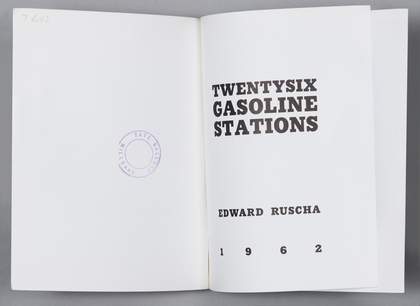 TWENTYSIX
GASOLINE
STATIONS
EDWARD RUSCHA
1 9 6 2